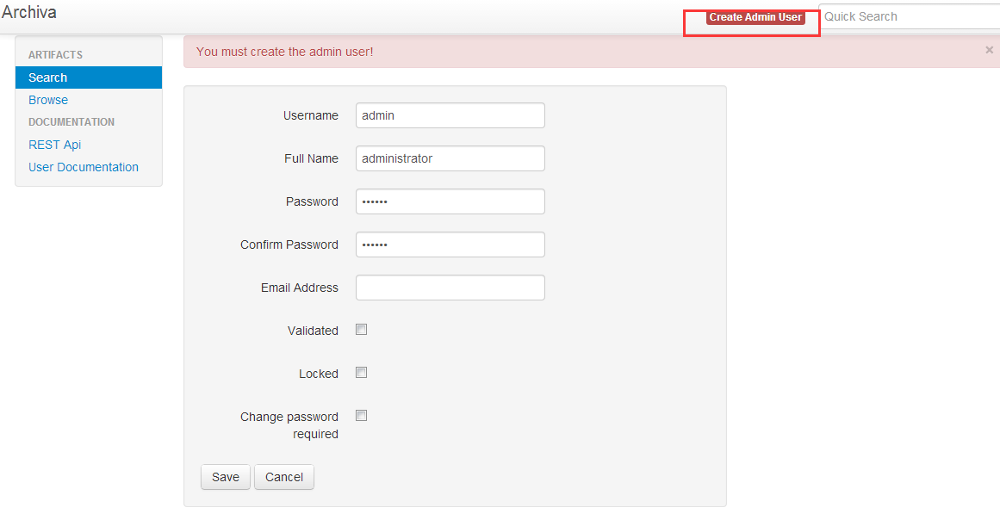 Archiva
Create Admin User
Quick Search
ARTIFACTS
Search
Browse
DOCUMENTATION
REST Api
User Documentation
You must create the admin user!
×
Username
admin
Full Name
administrator
Password
••••••
Confirm Password
••••••
Email Address
Validated
Locked
Change password
required
Save
Cancel